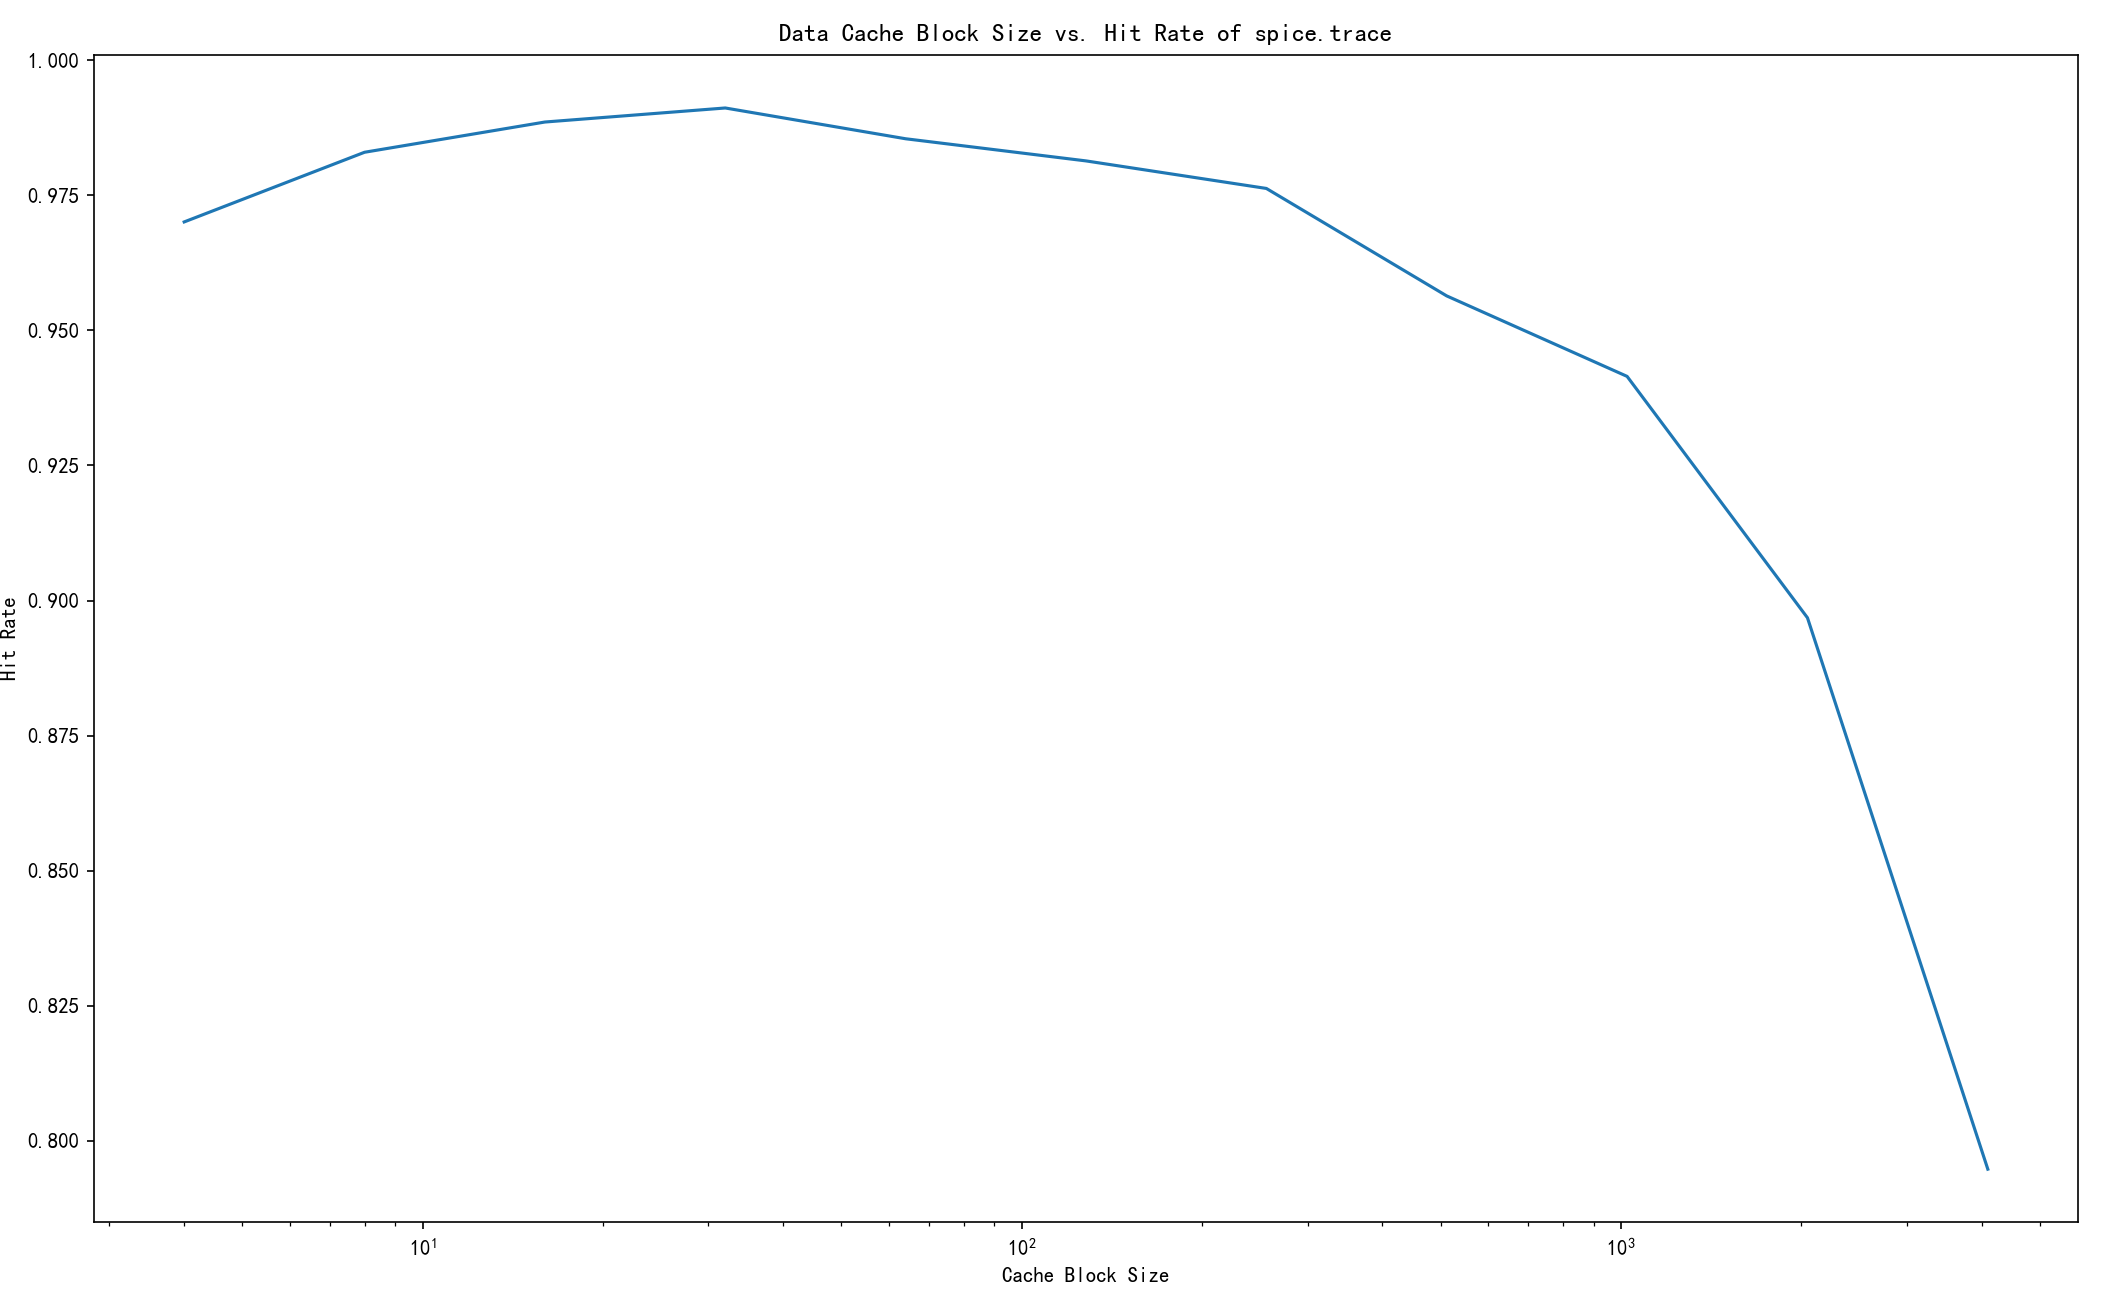 Data Cache Block Size vs. Hit Rate of spice.trace
1.000
0.975
0.950
0.925
0.900
0.875
0.850
0.825
0.800
Hit Rate
10¹ 10² 10³
Cache Block Size